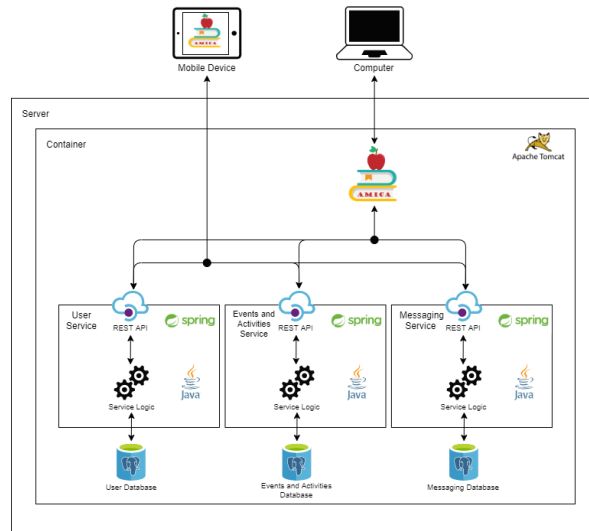 AMICA
Mobile Device
Computer
Server
Container
Apache Tomcat
AMICA
User
Service
REST API
spring
Events and
Activities
Service
REST API
spring
Messaging
Service
REST API
spring
Service Logic
Java
Service Logic
Java
Service Logic
Java
User Database
Events and Activities
Database
Messaging Database